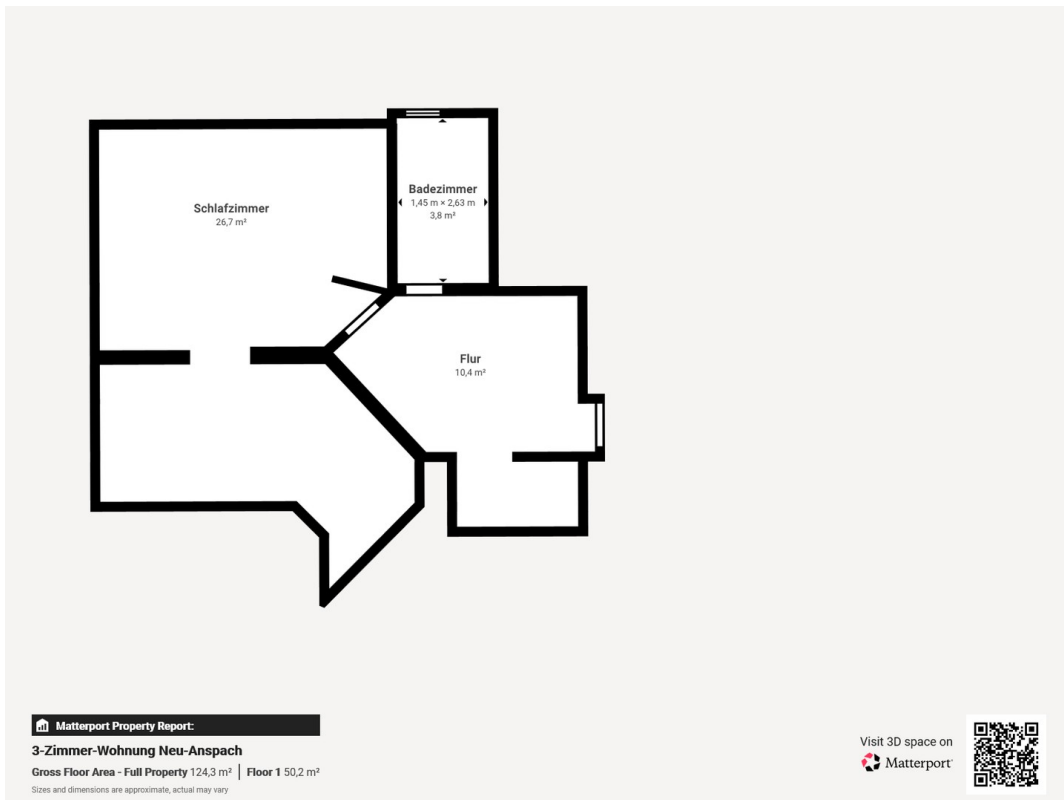 Badezimmer
1,45 m × 2,63 m
3,8 m²
Schlafzimmer
26,7 m²
Flur
10,4 m²
Matterport Property Report:
3-Zimmer-Wohnung Neu-Anspach
Gross Floor Area - Full Property 124,3 m² | Floor 1 50,2 m²
Sizes and dimensions are approximate, actual may vary
Visit 3D space on
Matterport